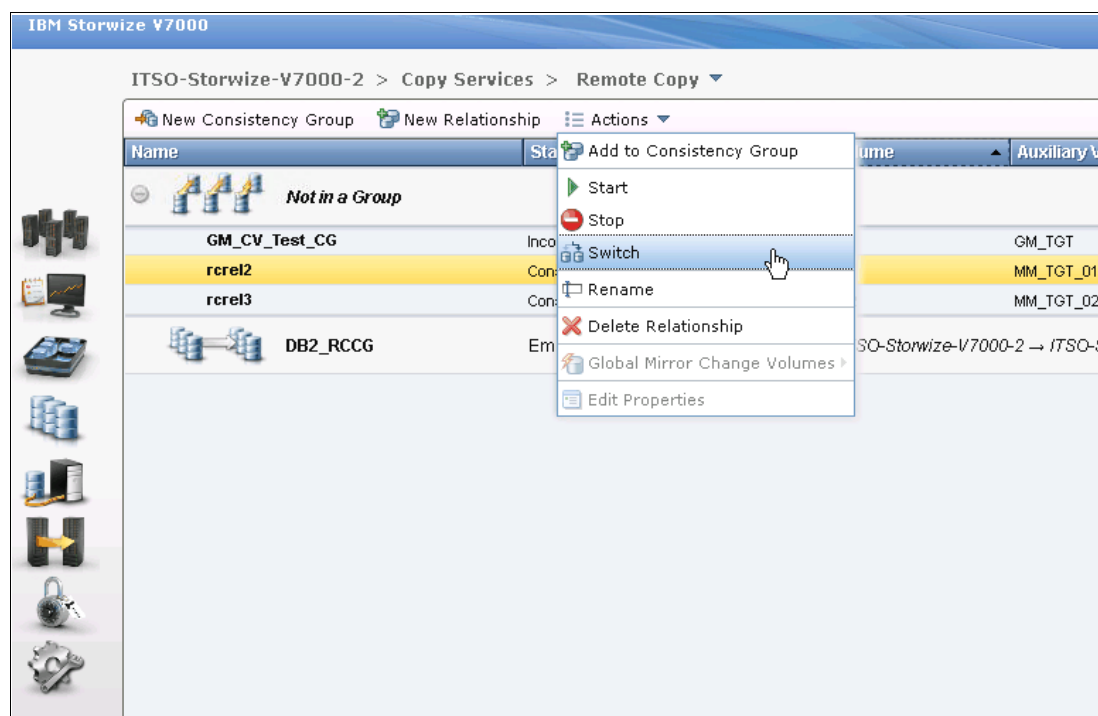 IBM Storwize V7000
ITSO-Storwize-V7000-2 > Copy Services > Remote Copy
New Consistency Group New Relationship Actions
Name Sta ume Auxiliary V
Add to Consistency Group
Not in a Group
Start
Stop
GM_CV_Test_CG Inco GM_TGT
Switch
rcrel2 Con MM_TGT_01
Rename
rcrel3 Con MM_TGT_02
Delete Relationship
DB2_RCCG Em SO-Storwize-V7000-2 → ITSO-S
Global Mirror Change Volumes
Edit Properties